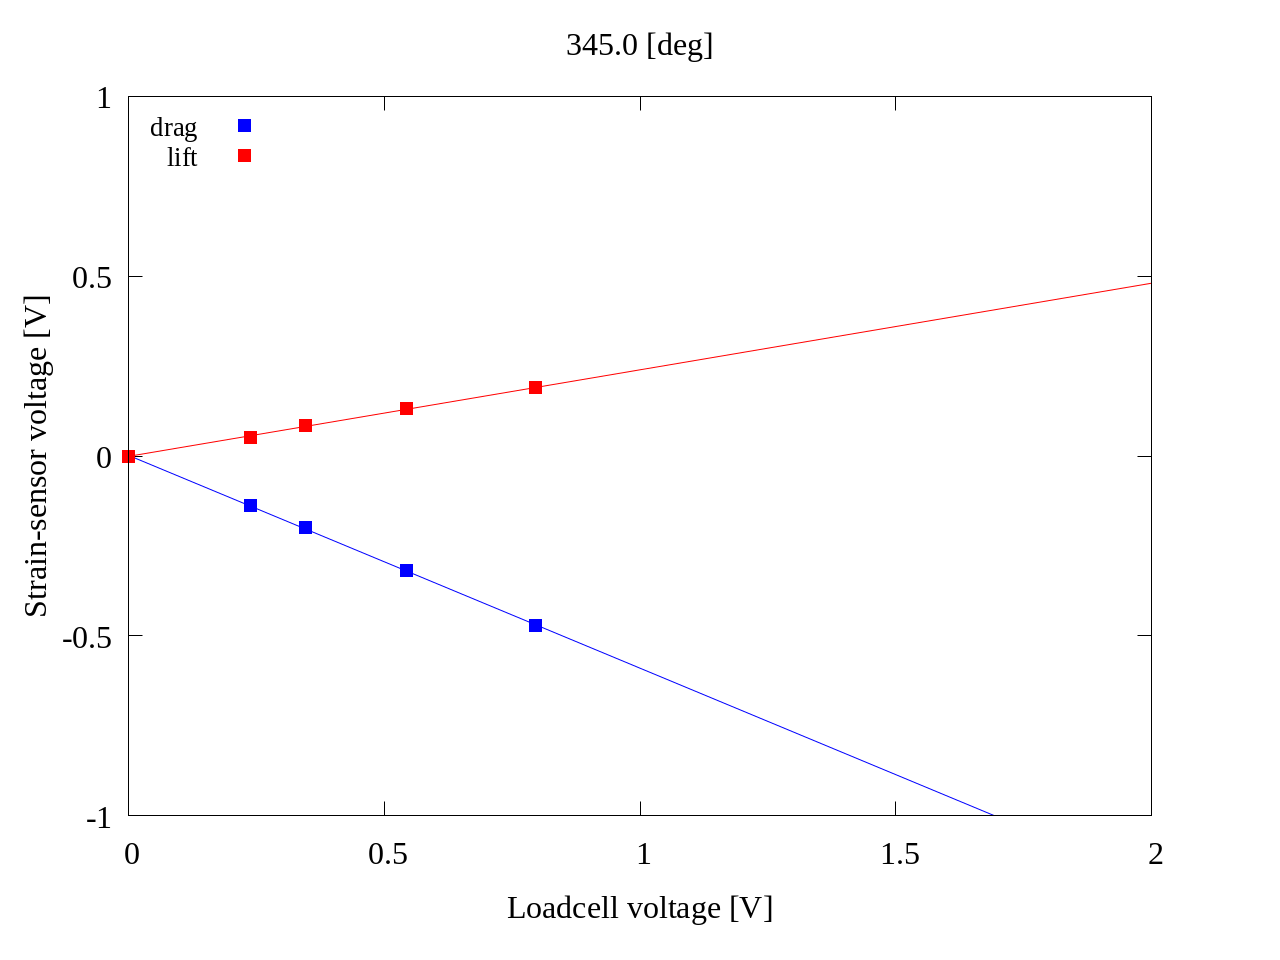 345.0 [deg]
1
drag
lift
0.5
0
-0.5
-1
Strain-sensor voltage [V]
0 0.5 1 1.5 2
Loadcell voltage [V]